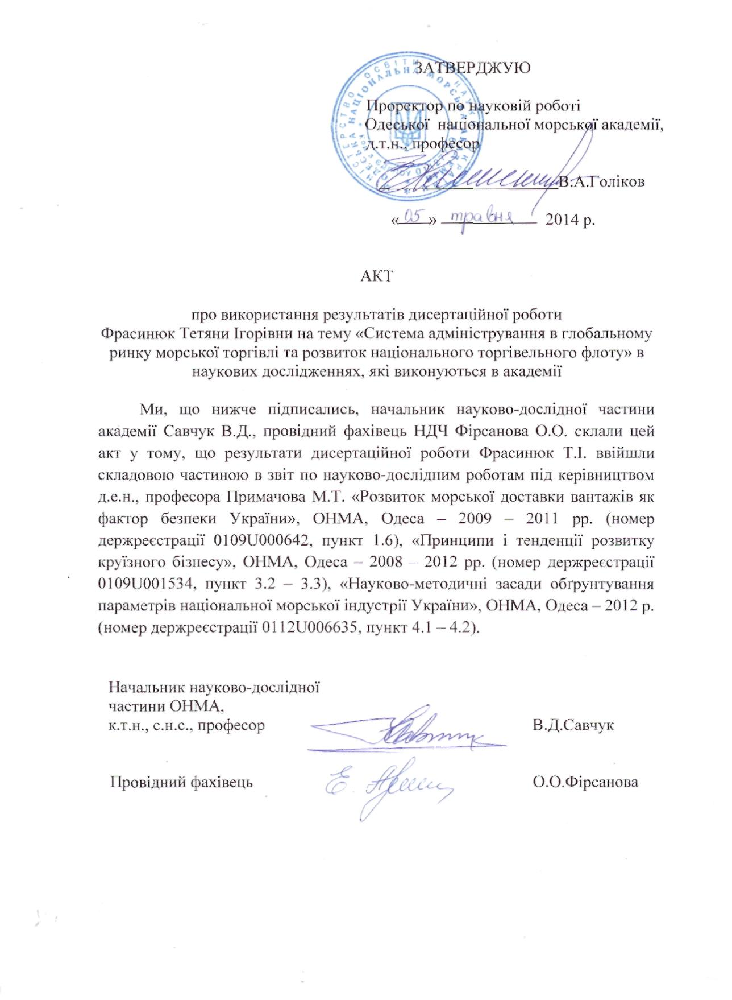 ЗАТВЕРДЖУЮ
Проректор по науковій роботі
Одеської національної морської академії,
д.т.н., професор
В.А.Голіков
«05» травня 2014 р.
АКТ
про використання результатів дисертаційної роботи
Фрасинюк Тетяни Ігорівни на тему «Система адміністрування в глобальному
ринку морської торгівлі та розвиток національного торгівельного флоту» в
наукових дослідженнях, які виконуються в академії
Ми, що нижче підписались, начальник науково-дослідної частини
академії Савчук В.Д., провідний фахівець НДЧ Фірсанова О.О. склали цей
акт у тому, що результати дисертаційної роботи Фрасинюк Т.І. ввійшли
складовою частиною в звіт по науково-дослідним роботам під керівництвом
д.е.н., професора Примачова М.Т. «Розвиток морської доставки вантажів як
фактор безпеки України», ОНМА, Одеса – 2009 – 2011 рр. (номер
держреєстрації 0109U000642, пункт 1.6), «Принципи і тенденції розвитку
круїзного бізнесу», ОНМА, Одеса – 2008 – 2012 рр. (номер держреєстрації
0109U001534, пункт 3.2 – 3.3), «Науково-методичні засади обґрунтування
параметрів національної морської індустрії України», ОНМА, Одеса – 2012 р.
(номер держреєстрації 0112U006635, пункт 4.1 – 4.2).
Начальник науково-дослідної
частини ОНМА,
к.т.н., с.н.с., професор В.Д.Савчук
Провідний фахівець О.О.Фірсанова